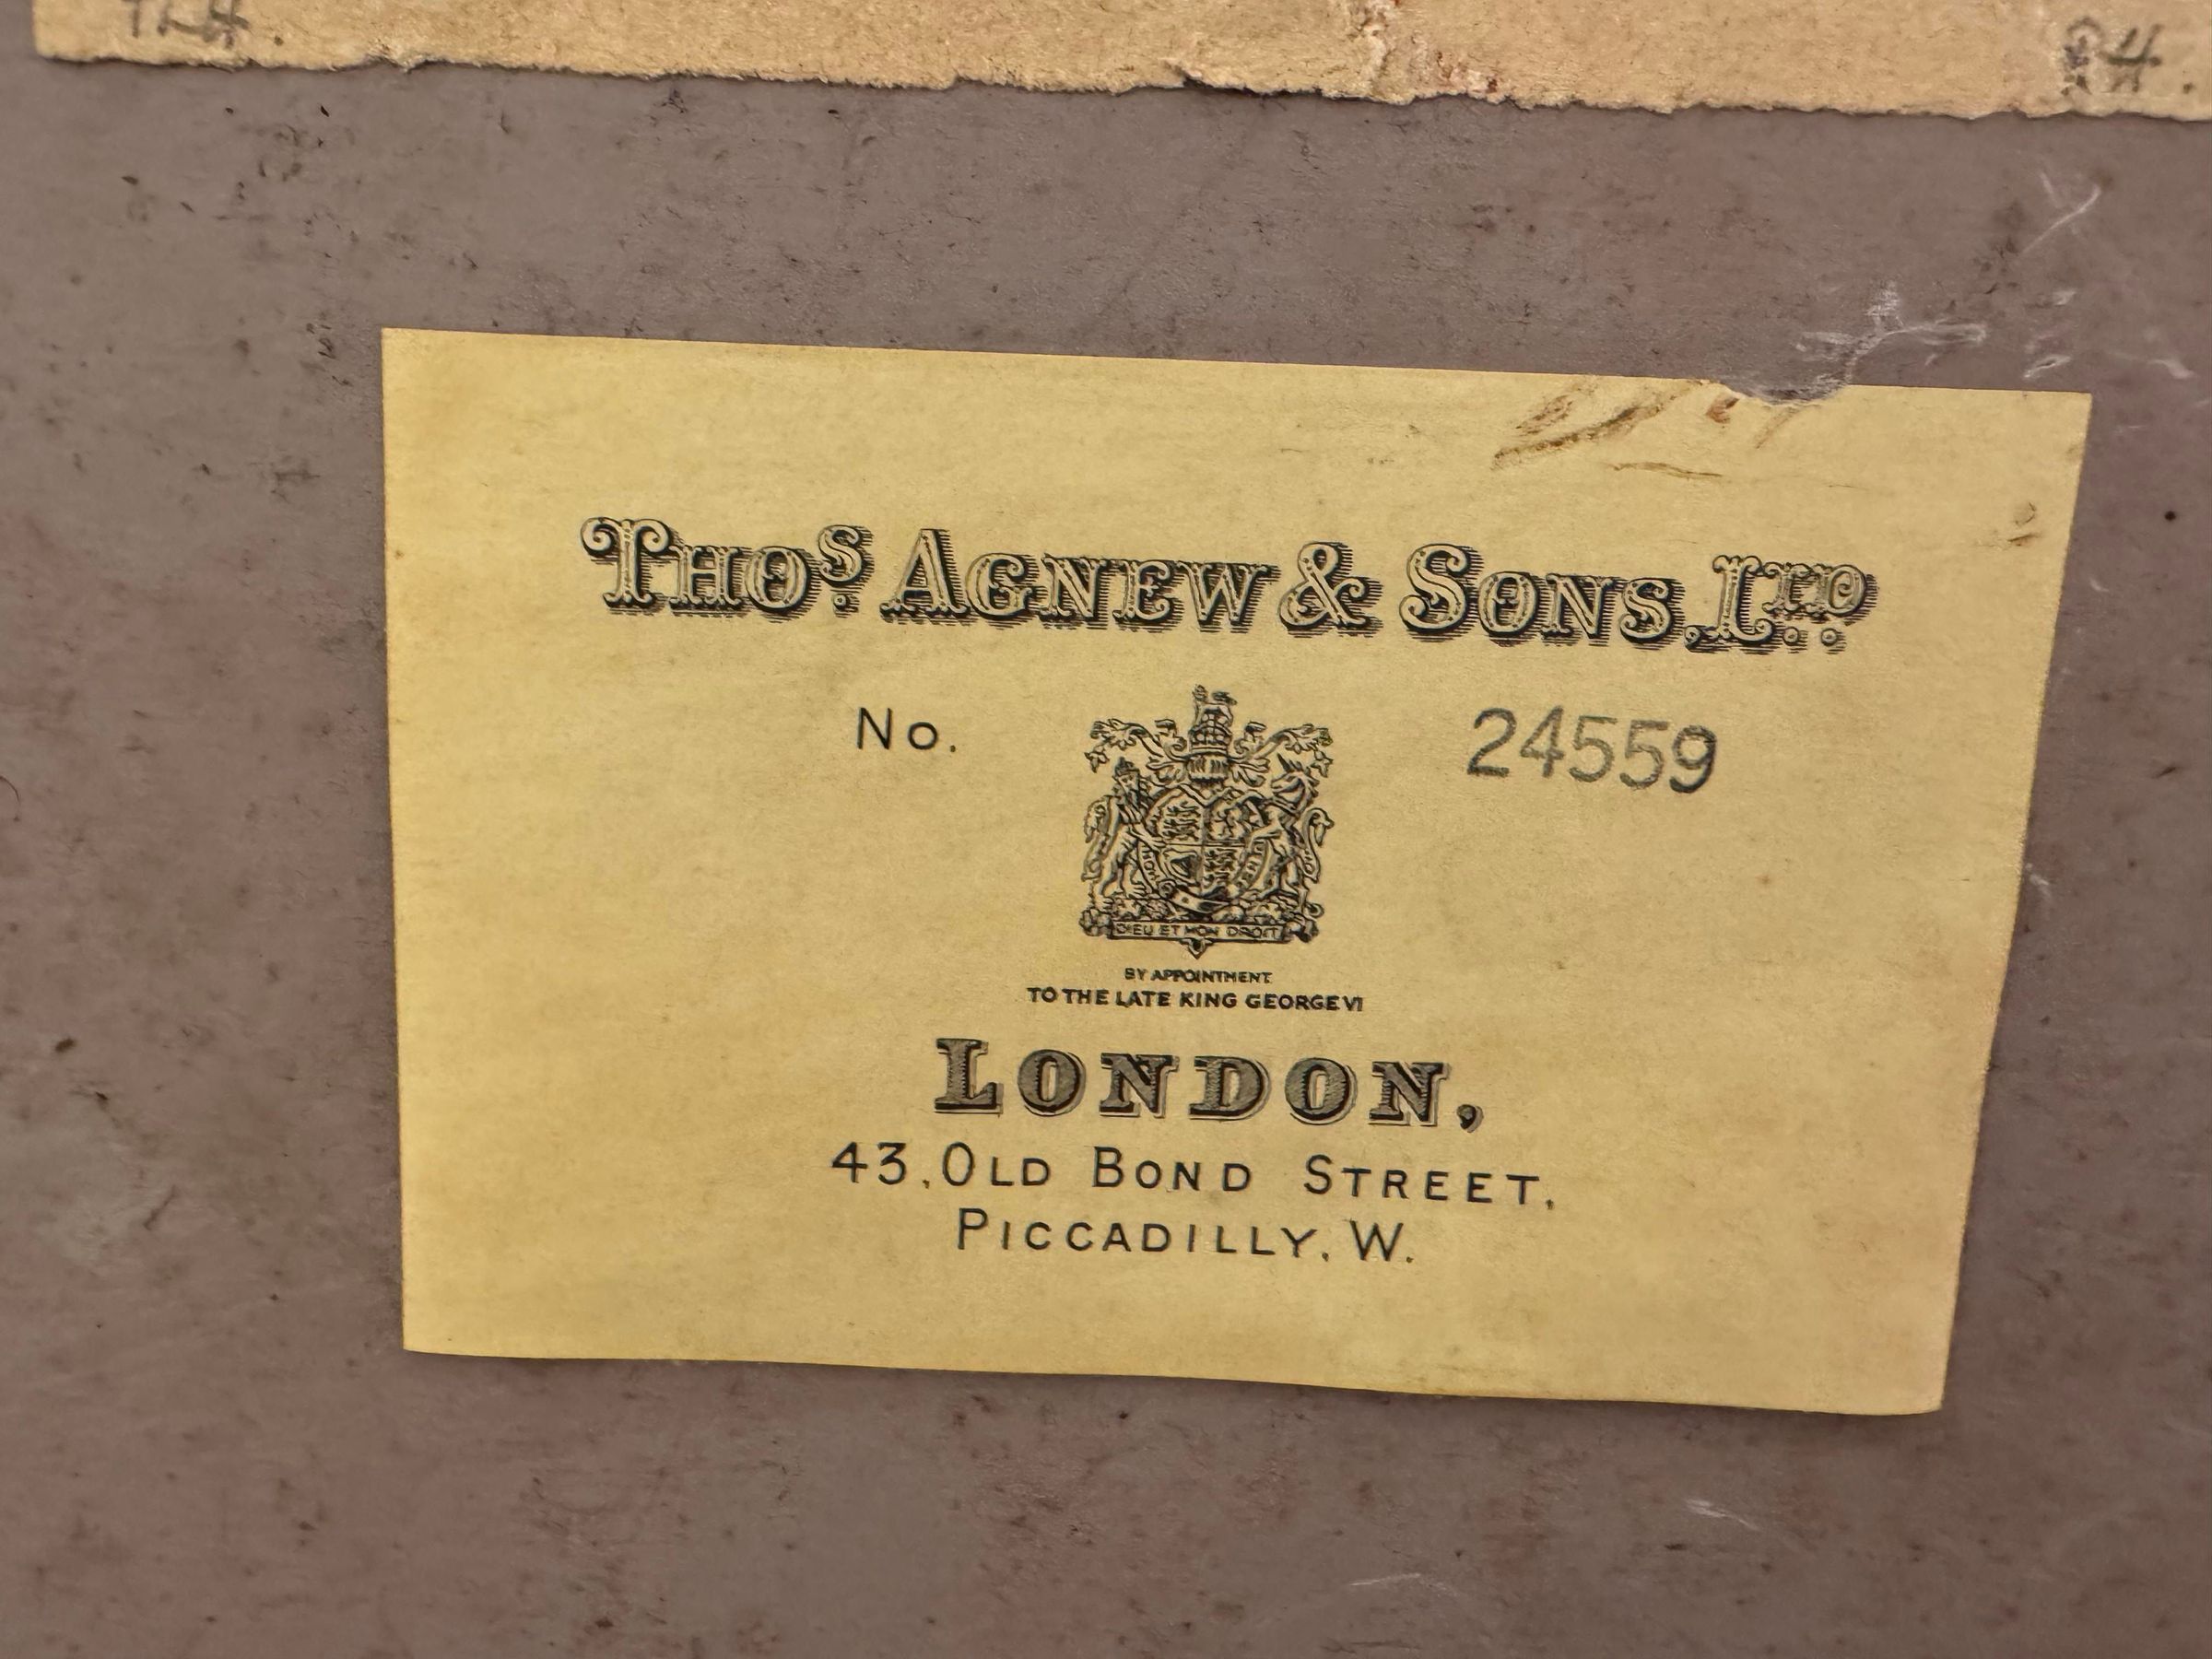 THOS. AGNEW & SONS, LTD.
No. 24559
DIEU ET MON DROIT
BY APPOINTMENT
TO THE LATE KING GEORGE VI
LONDON,
43, OLD BOND STREET,
PICCADILLY, W.